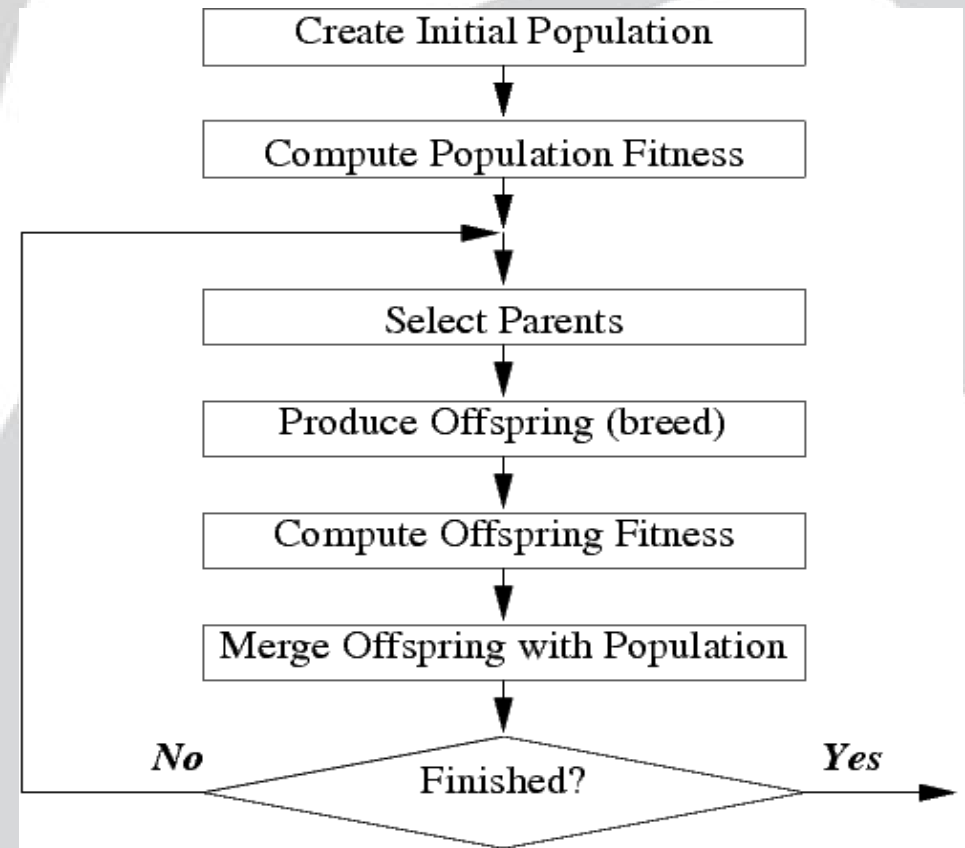 Create Initial Population
Compute Population Fitness
Select Parents
Produce Offspring (breed)
Compute Offspring Fitness
Merge Offspring with Population
No
Yes
Finished?